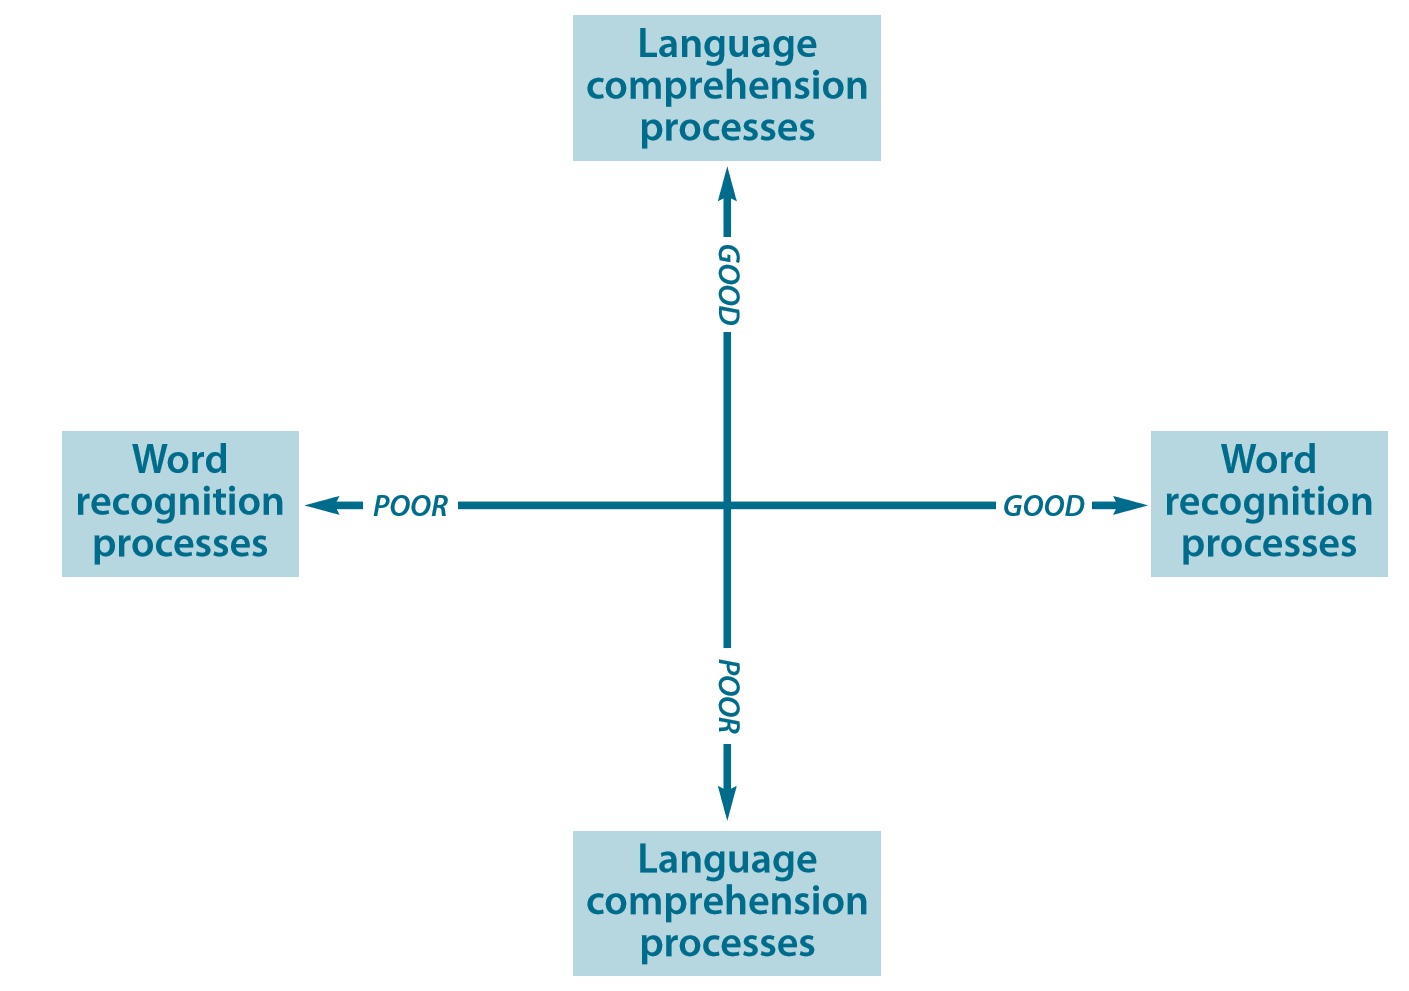 Language
comprehension
processes
GOOD
Word
recognition
processes
POOR
GOOD
Word
recognition
processes
POOR
Language
comprehension
processes